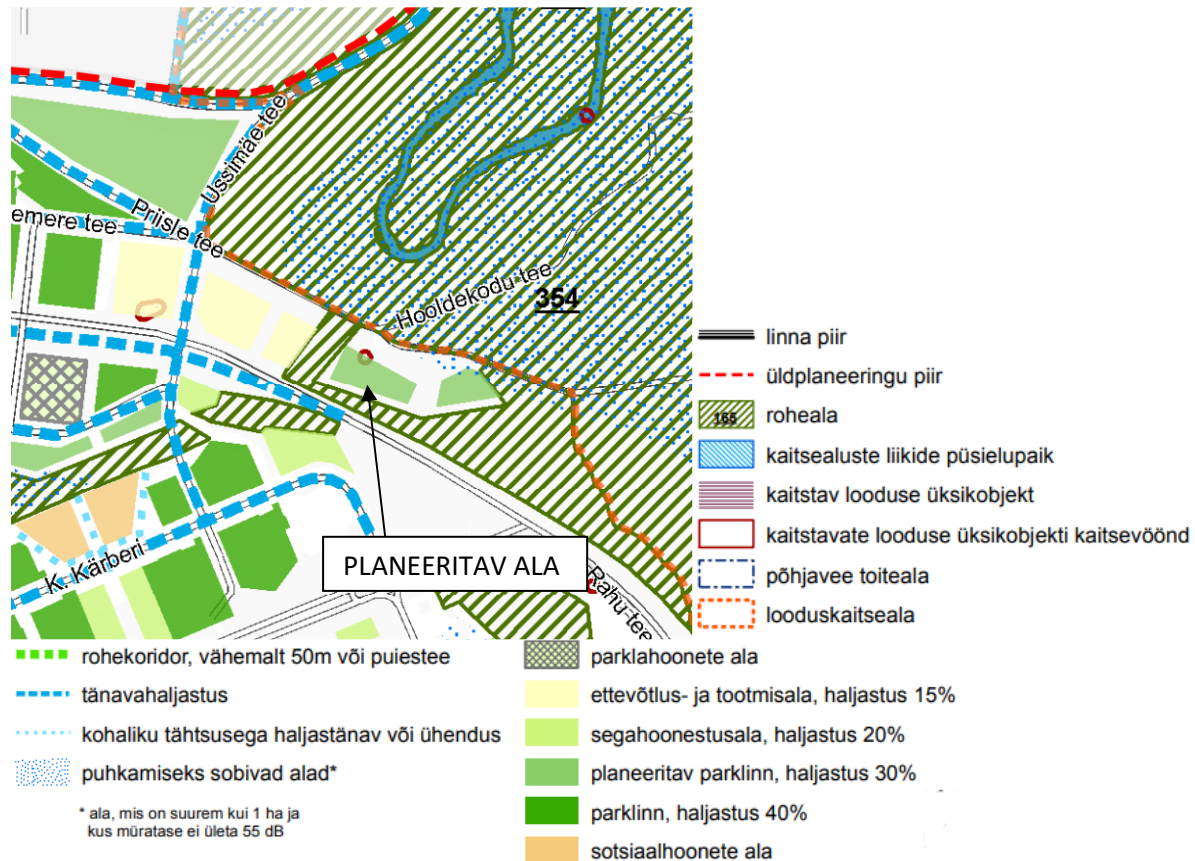 Ussimäe tee
Priisle tee
emere tee
Hooldekodu tee
354
PLANEERITAV ALA
K. Kärberi
Rahu tee
linna piir
üldplaneeringu piir
165
roheala
kaitsealuste liikide püsielupaik
kaitstav looduse üksikobjekt
kaitstavate looduse üksikobjekti kaitsevöönd
põhjavee toiteala
looduskaitseala
rohekoridor, vähemalt 50m või puiestee
tänavahaljastus
kohaliku tähtsusega haljastänav või ühendus
puhkamiseks sobivad alad*
* ala, mis on suurem kui 1 ha ja
kus müratase ei ületa 55 dB
parklahoonete ala
ettevõtlus- ja tootmisala, haljastus 15%
segahoonestusala, haljastus 20%
planeeritav parklinn, haljastus 30%
parklinn, haljastus 40%
sotsiaalhoonete ala